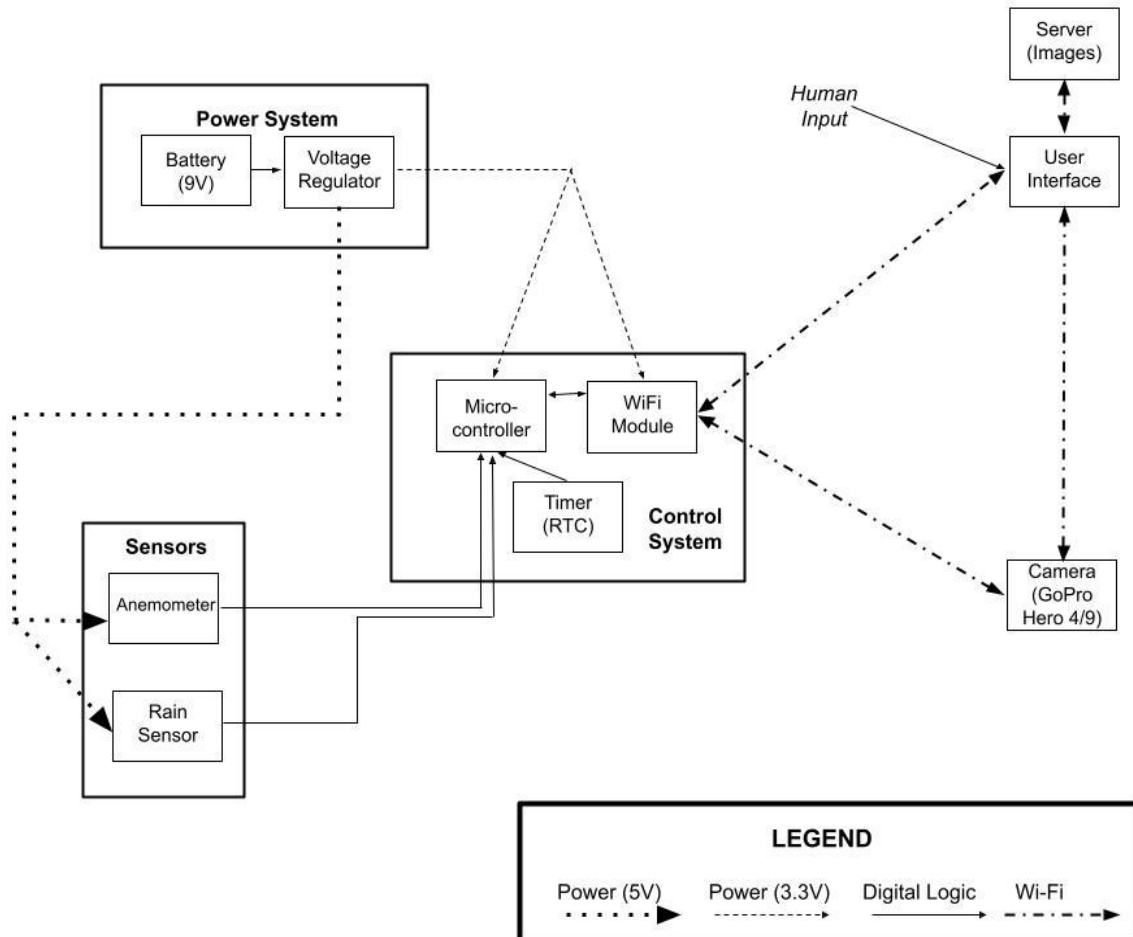 Server
(Images)
Human
Input
Power System
Battery
(9V)
Voltage
Regulator
User
Interface
Micro-
controller
WiFi
Module
Timer
(RTC)
Control
System
Sensors
Anemometer
Rain
Sensor
Camera
(GoPro
Hero 4/9)
LEGEND
Power (5V)
Power (3.3V)
Digital Logic
Wi-Fi